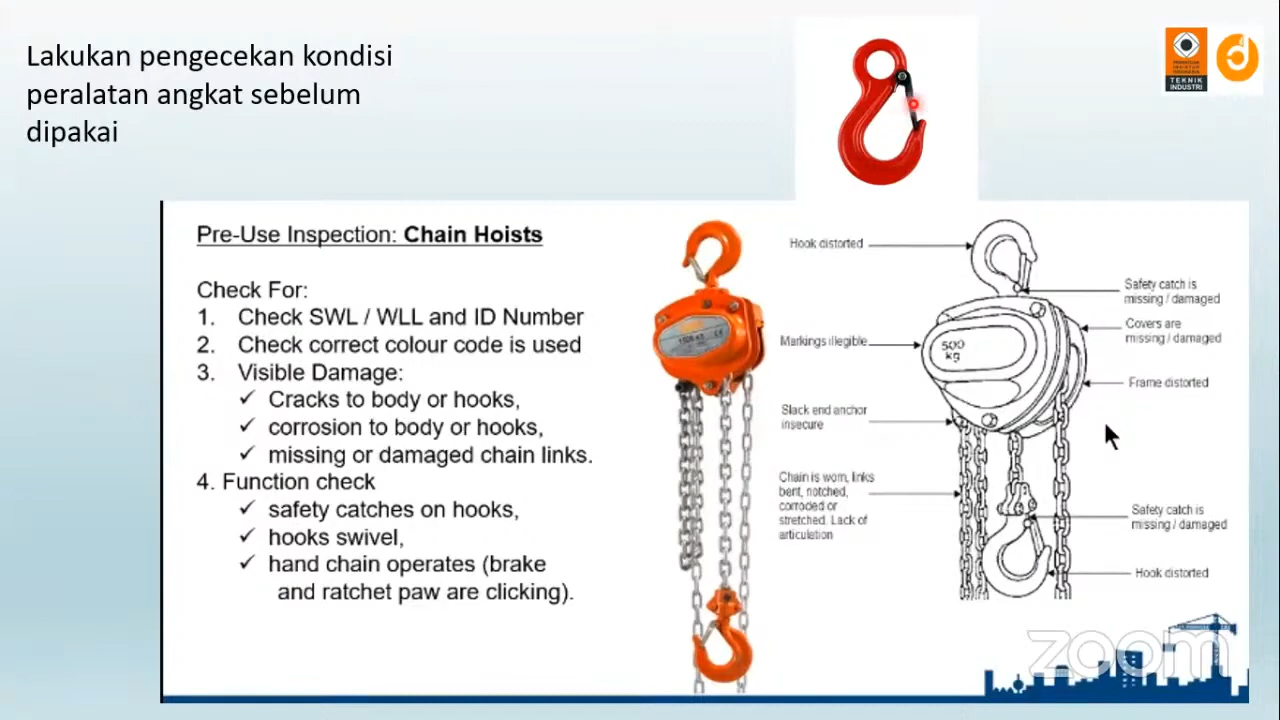 Lakukan pengecekan kondisi
peralatan angkat sebelum
dipakai
TEKNIK
INDUSTRI
Pre-Use Inspection: Chain Hoists
Check For:
1. Check SWL / WLL and ID Number
2. Check correct colour code is used
3. Visible Damage:
✓ Cracks to body or hooks,
✓ corrosion to body or hooks,
✓ missing or damaged chain links.
4. Function check
✓ safety catches on hooks,
✓ hooks swivel,
✓ hand chain operates (brake
and ratchet paw are clicking).
Hook distorted
Markings illegible
Slack end anchor
insecure
Chain is worn, links
bent, notched,
corroded or
stretched. Lack of
articulation
500
kg
Safety catch is
missing / damaged
Covers are
missing / damaged
Frame distorted
Safety catch is
missing / damaged
Hook distorted
zoom